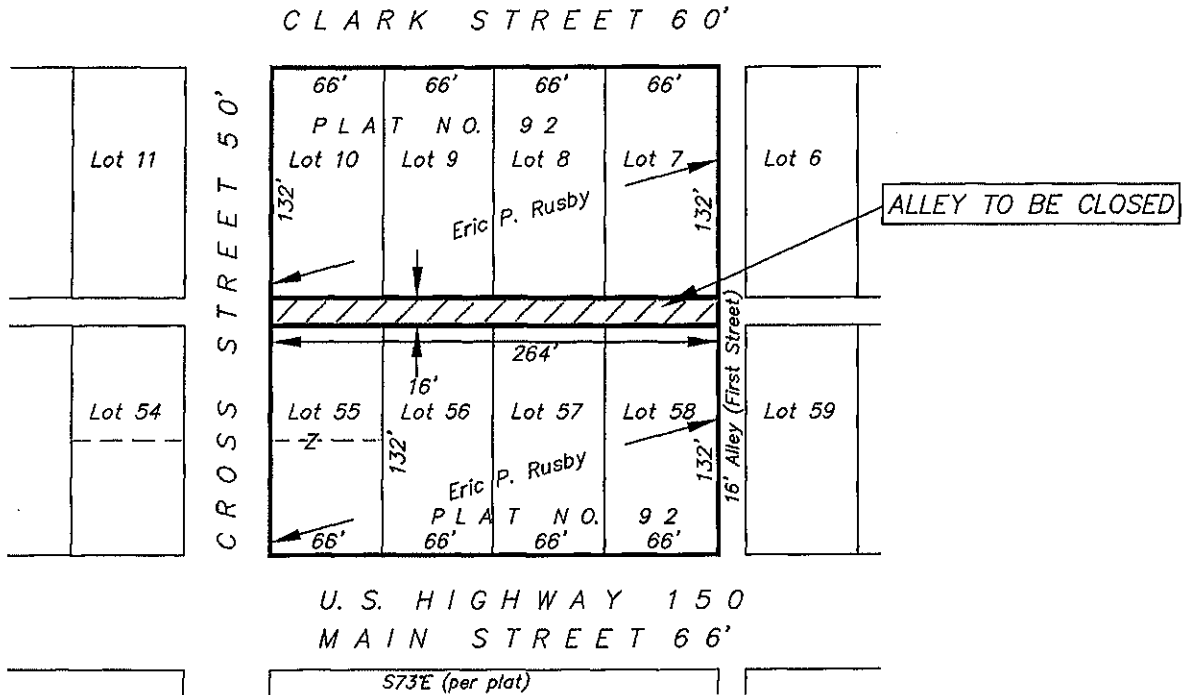 CLARK STREET 60'
66' 66' 66' 66'
PLAT NO. 92
Lot 11
Lot 10
Lot 9
Lot 8
Lot 7
Lot 6
132'
132'
Eric P. Rusby
ALLEY TO BE CLOSED
CROSS STREET 50'
264'
16'
16' Alley (First Street)
Lot 54
Lot 55
Lot 56
Lot 57
Lot 58
Lot 59
Z
132'
132'
Eric P. Rusby
PLAT NO. 92
66' 66' 66' 66'
U.S. HIGHWAY 150
MAIN STREET 66'
S73°E (per plat)